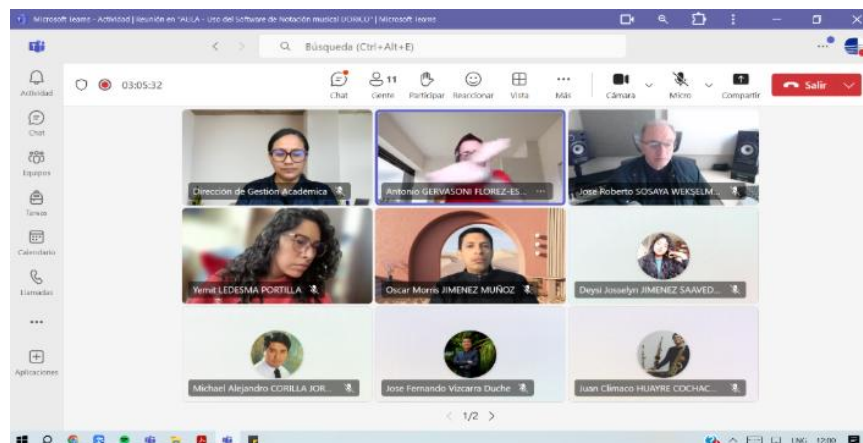 Microsoft Teams - Actividad | Reunión en "AULA - Uso del Software de Notación musical DORICO" | Microsoft Teams
Búsqueda (Ctrl+Alt+E)
03:05:32
11
Chat
Gente
Participar
Reaccionar
Vista
Más
Cámara
Micro
Compartir
Salir
Actividad
Chat
Equipos
Tareas
Calendario
Llamadas
Aplicaciones
Dirección de Gestión Académica
Antonio GERVASONI FLOREZ-ES...
Jose Roberto SOSAYA WEKSELM...
Yemit LEDESMA PORTILLA
Oscar Morris JIMENEZ MUÑOZ
Deysi Josselyn JIMENEZ SAAVED...
Michael Alejandro CORILLA JOR...
Jose Fernando Vizcarra Duche
Juan Climaco HUAYRE COCHAC...
1/2
ENG
12:00